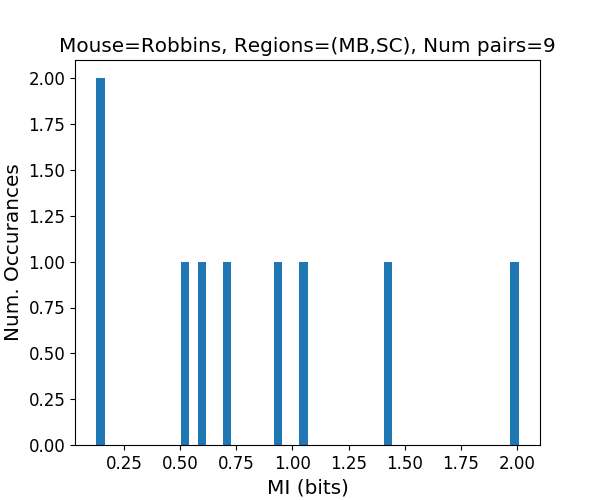 Mouse=Robbins, Regions=(MB,SC), Num pairs=9
2.00
1.75
1.50
1.25
1.00
0.75
0.50
0.25
0.00
Num. Occurances
0.25 0.50 0.75 1.00 1.25 1.50 1.75 2.00
MI (bits)